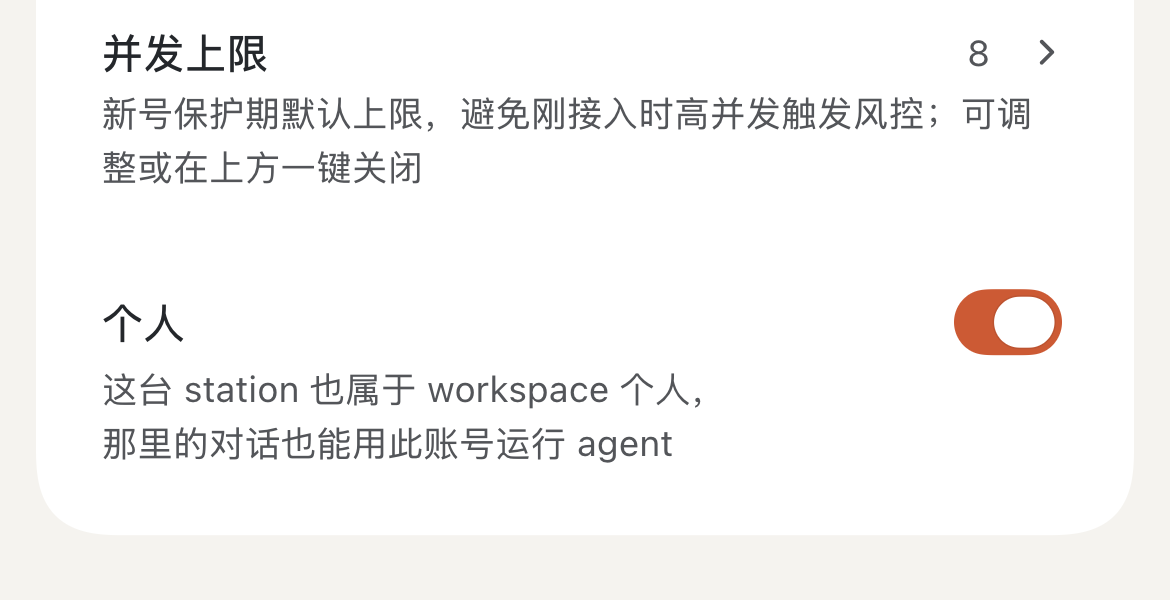 并发上限
8
新号保护期默认上限，避免刚接入时高并发触发风控；可调
整或在上方一键关闭
个人
这台 station 也属于 workspace 个人，
那里的对话也能用此账号运行 agent